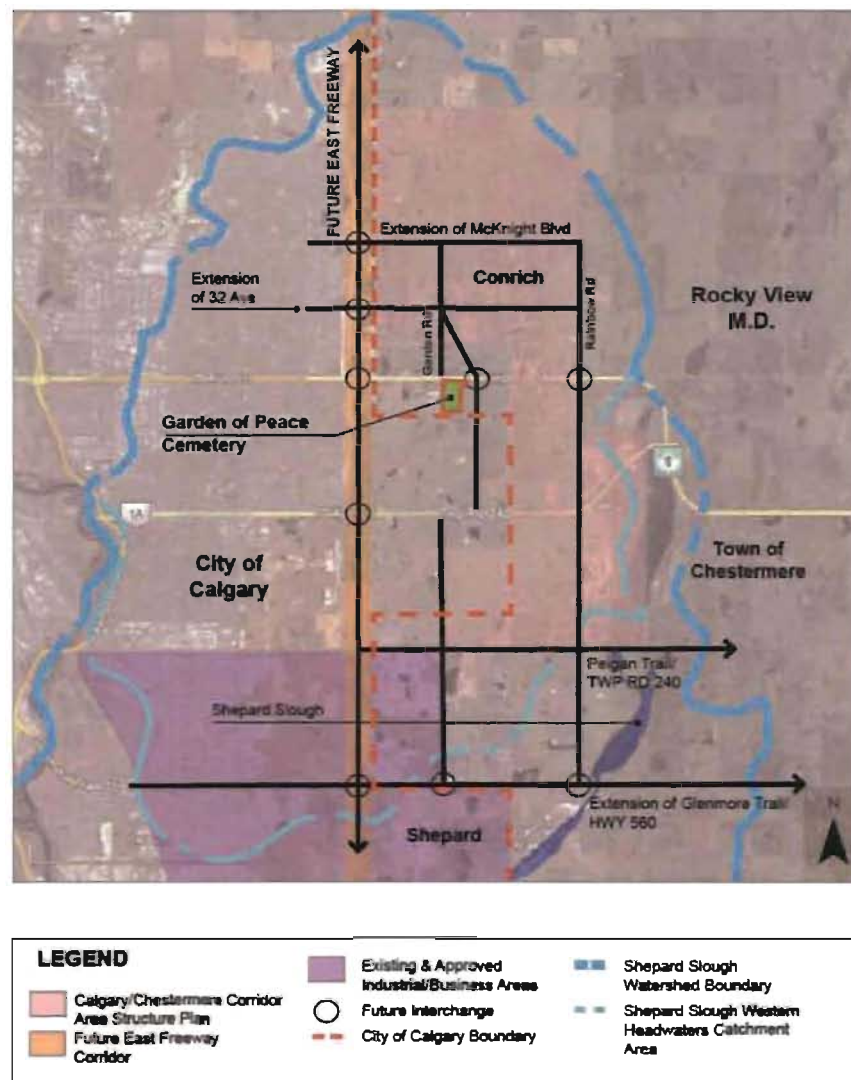 FUTURE EAST FREEWAY
Extension of McKnight Blvd
Conrich
Extension
of 32 Ave
Garden Rd
Rainbow Rd
Rocky View
M.D.
Garden of Peace
Cemetery
1
1A
City of
Calgary
Town of
Chestermere
Peigan Trail/
TWP RD 240
Shepard Slough
Extension of Glenmore Trail/
HWY 560
Shepard
N
LEGEND
Calgary/Chestermere Corridor
Area Structure Plan
Future East Freeway
Corridor
Existing & Approved
Industrial/Business Areas
Future Interchange
City of Calgary Boundary
Shepard Slough
Watershed Boundary
Shepard Slough Western
Headwaters Catchment
Area